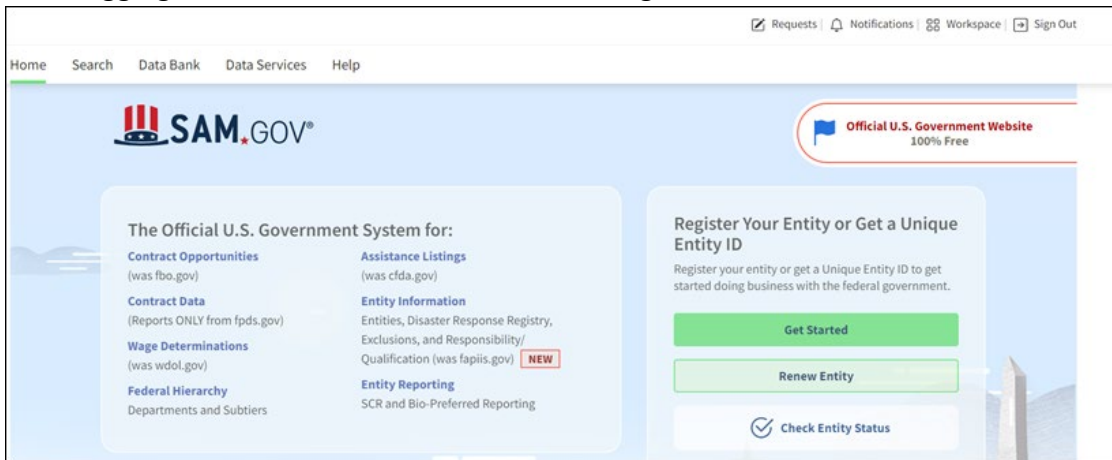 Requests | Notifications | Workspace | Sign Out
Home Search Data Bank Data Services Help
SAM.GOV®
Official U.S. Government Website
100% Free
The Official U.S. Government System for:
Contract Opportunities
(was fbo.gov)
Contract Data
(Reports ONLY from fpds.gov)
Wage Determinations
(was wdol.gov)
Federal Hierarchy
Departments and Subtiers
Assistance Listings
(was cfda.gov)
Entity Information
Entities, Disaster Response Registry,
Exclusions, and Responsibility/
Qualification (was fapiis.gov) NEW
Entity Reporting
SCR and Bio-Preferred Reporting
Register Your Entity or Get a Unique
Entity ID
Register your entity or get a Unique Entity ID to get
started doing business with the federal government.
Get Started
Renew Entity
Check Entity Status